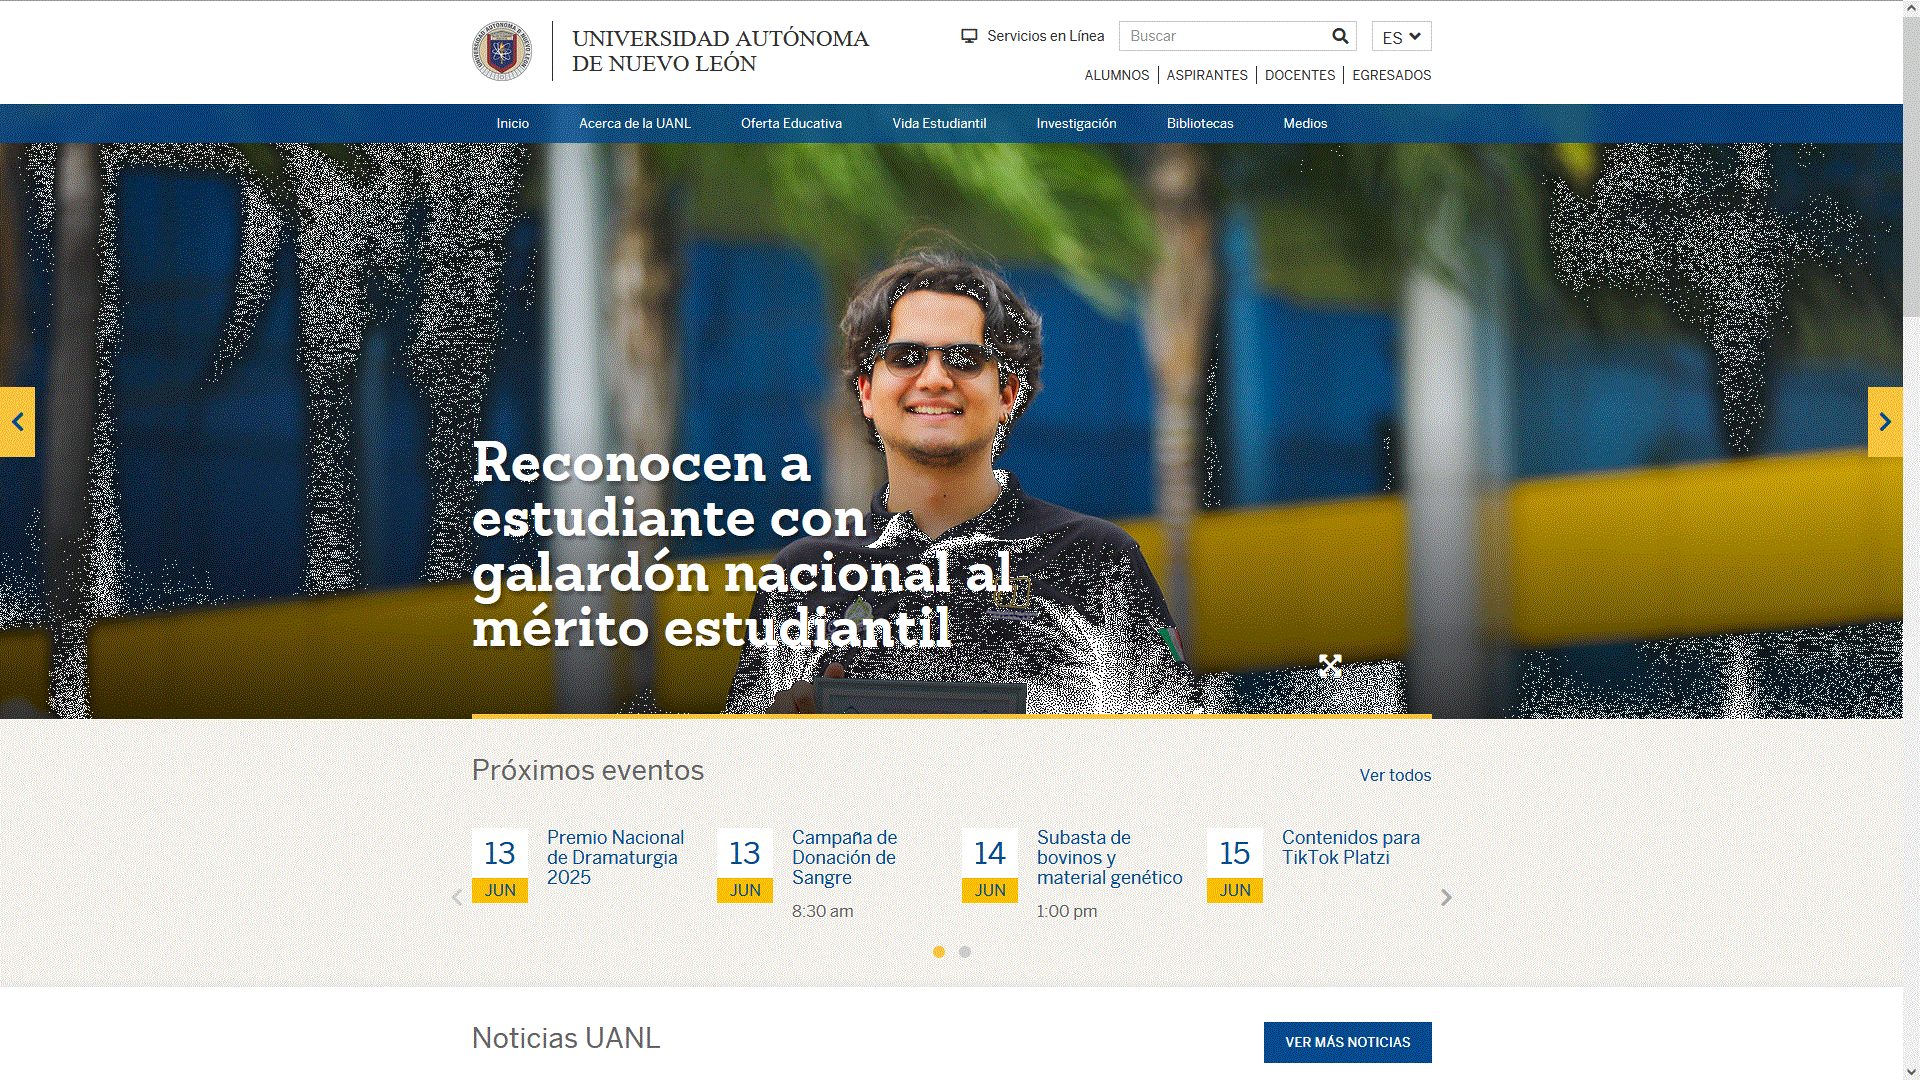 UNIVERSIDAD AUTÓNOMA
DE NUEVO LEÓN
Servicios en Línea
Buscar
ES
ALUMNOS
ASPIRANTES
DOCENTES
EGRESADOS
Inicio
Acerca de la UANL
Oferta Educativa
Vida Estudiantil
Investigación
Bibliotecas
Medios
Reconocen a
estudiante con
galardón nacional al
mérito estudiantil
Próximos eventos
Ver todos
13
JUN
Premio Nacional
de Dramaturgia
2025
13
JUN
Campaña de
Donación de
Sangre
8:30 am
14
JUN
Subasta de
bovinos y
material genético
1:00 pm
15
JUN
Contenidos para
TikTok Platzi
Noticias UANL
VER MÁS NOTICIAS